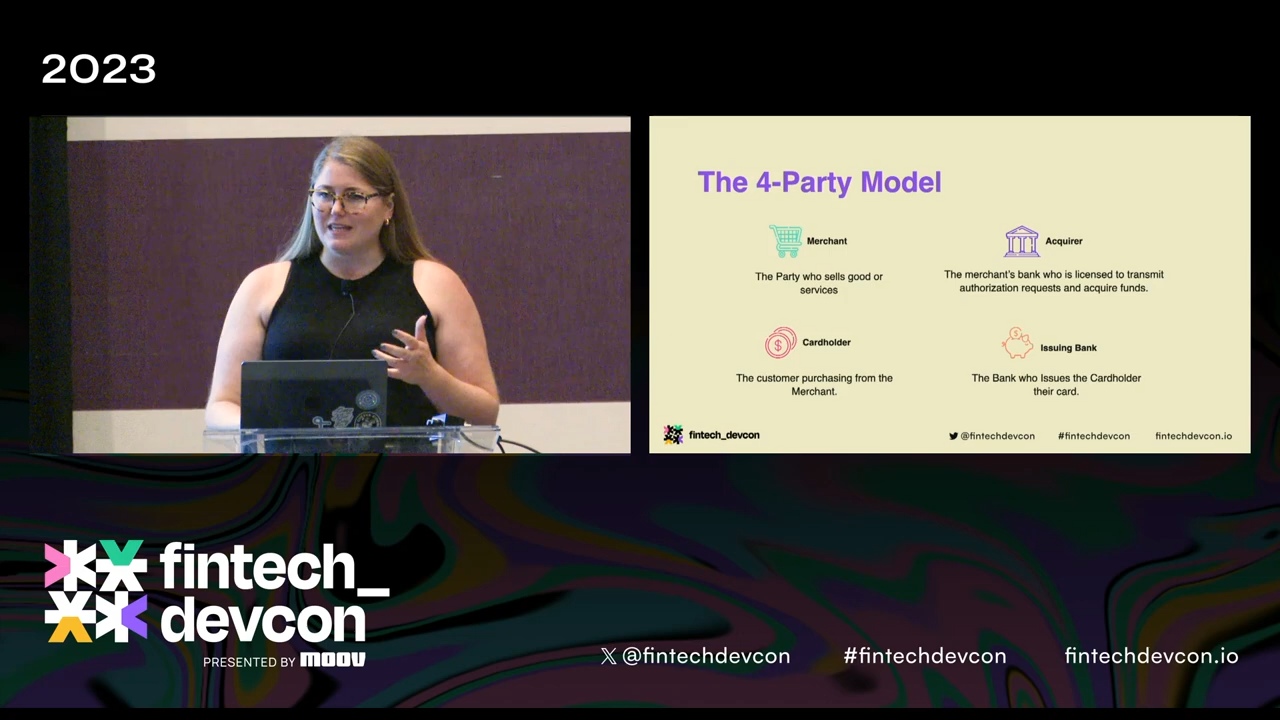 2023
The 4-Party Model
Merchant
The Party who sells good or
services
Acquirer
The merchant's bank who is licensed to transmit
authorization requests and acquire funds.
Cardholder
The customer purchasing from the
Merchant.
Issuing Bank
The Bank who Issues the Cardholder
their card.
fintech_devcon
@fintechdevcon
#fintechdevcon
fintechdevcon.io
fintech_
devcon
PRESENTED BY moov
@fintechdevcon
#fintechdevcon
fintechdevcon.io